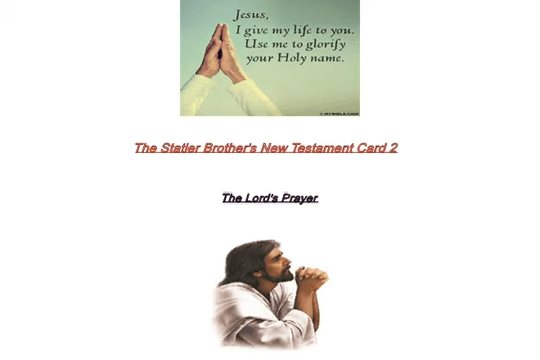 Jesus,
I give my life to you.
Use me to glorify
your Holy name.
The Statler Brother's New Testament Card 2
The Lord's Prayer